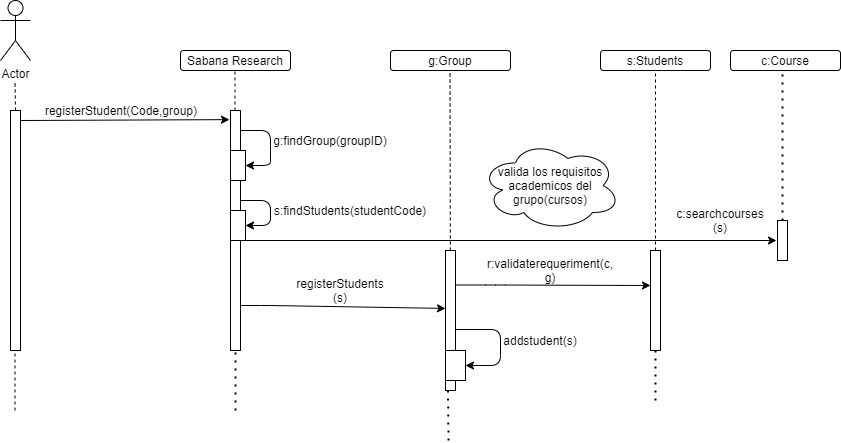 Actor
Sabana Research
g:Group
s:Students
c:Course
registerStudent(Code,group)
g:findGroup(groupID)
valida los requisitos
academicos del
grupo(cursos)
s:findStudents(studentCode)
c:searchcourses
(s)
r:validaterequeriment(c,
g)
registerStudents
(s)
addstudent(s)